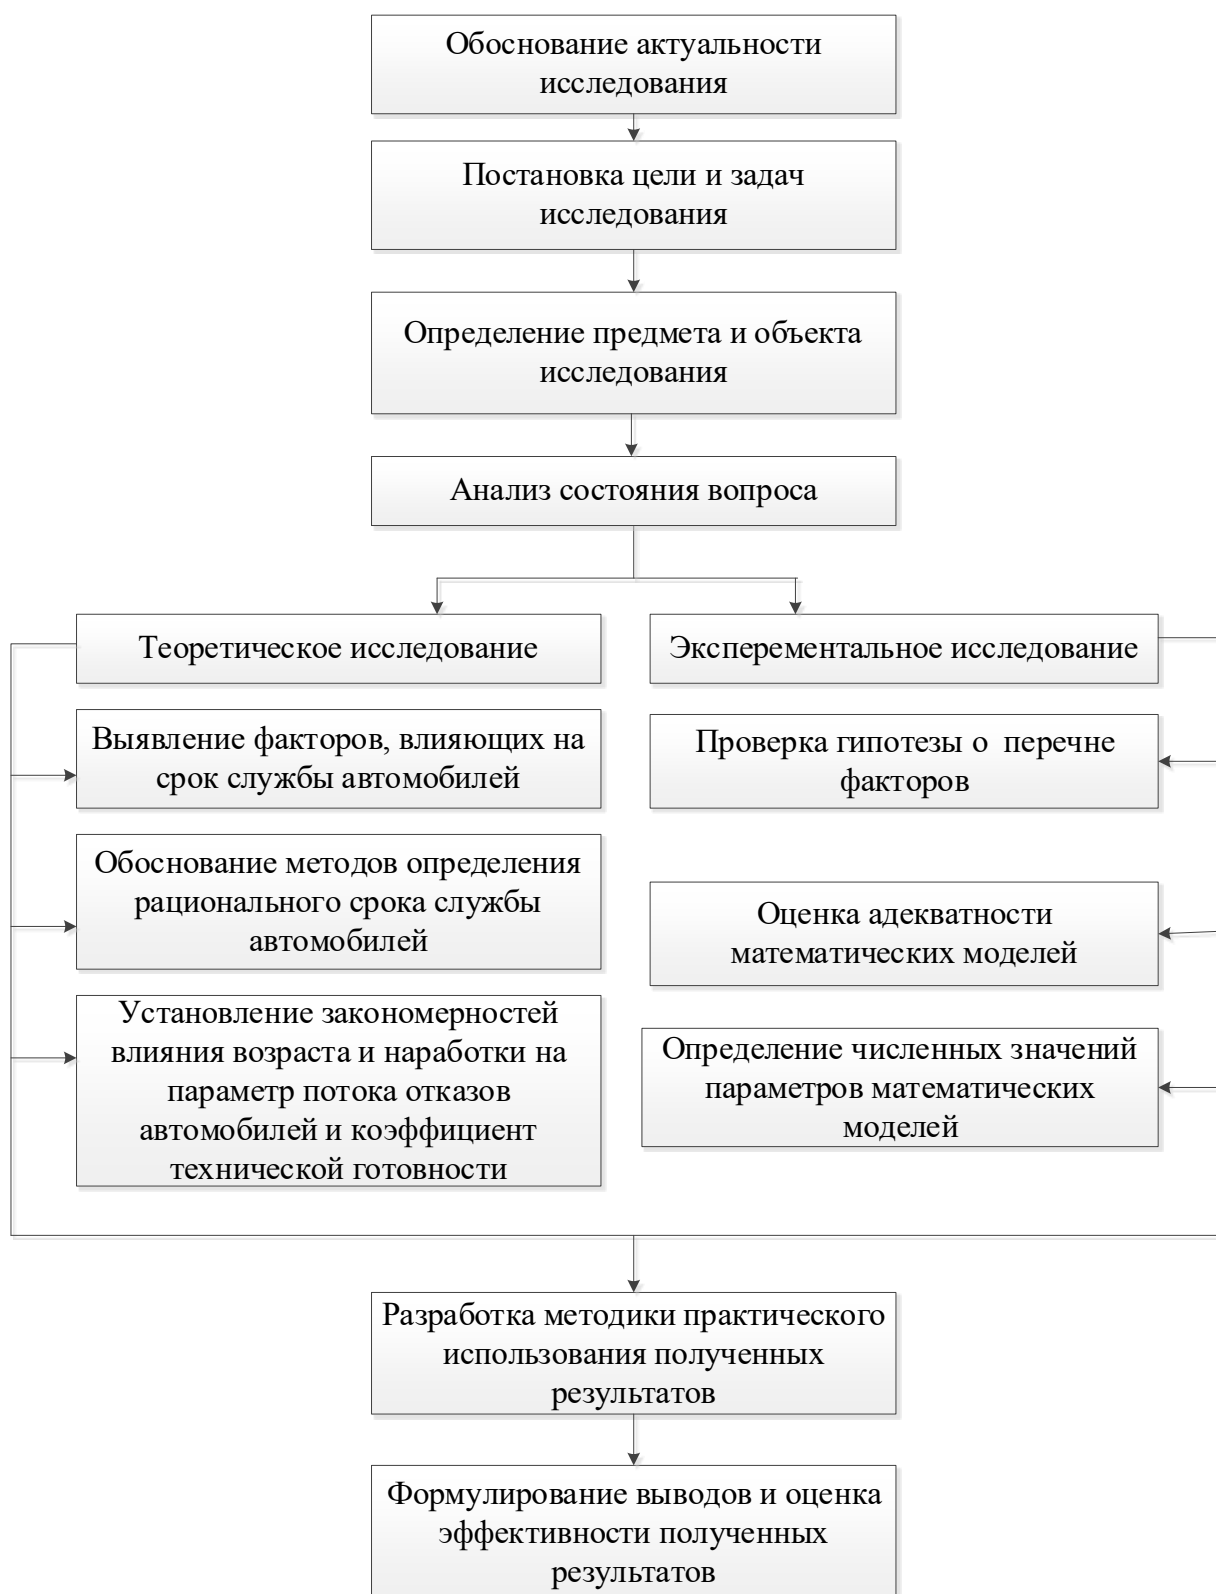 Обоснование актуальности
исследования
Постановка цели и задач
исследования
Определение предмета и объекта
исследования
Анализ состояния вопроса
Теоретическое исследование
Выявление факторов, влияющих на
срок службы автомобилей
Обоснование методов определения
рационального срока службы
автомобилей
Установление закономерностей
влияния возраста и наработки на
параметр потока отказов
автомобилей и коэффициент
технической готовности
Эксперементальное исследование
Проверка гипотезы о  перечне
факторов
Оценка адекватности
математических моделей
Определение численных значений
параметров математических
моделей
Разработка методики практического
использования полученных
результатов
Формулирование выводов и оценка
эффективности полученных
результатов